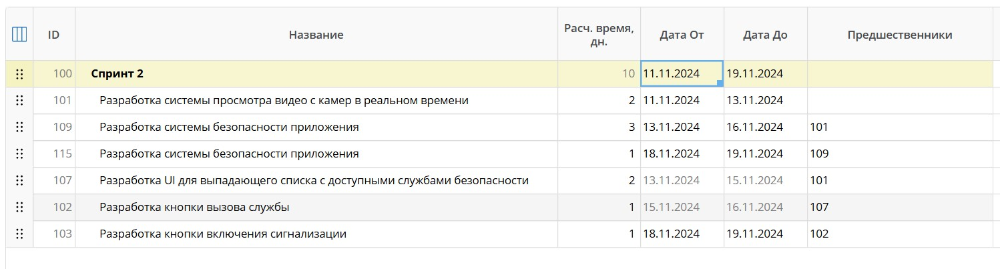 ID Название Расч. время, дн. Дата От Дата До Предшественники
100 Спринт 2 10 11.11.2024 19.11.2024
101 Разработка системы просмотра видео с камер в реальном времени 2 11.11.2024 13.11.2024
109 Разработка системы безопасности приложения 3 13.11.2024 16.11.2024 101
115 Разработка системы безопасности приложения 1 18.11.2024 19.11.2024 109
107 Разработка UI для выпадающего списка с доступными службами безопасности 2 13.11.2024 15.11.2024 101
102 Разработка кнопки вызова службы 1 15.11.2024 16.11.2024 107
103 Разработка кнопки включения сигнализации 1 18.11.2024 19.11.2024 102